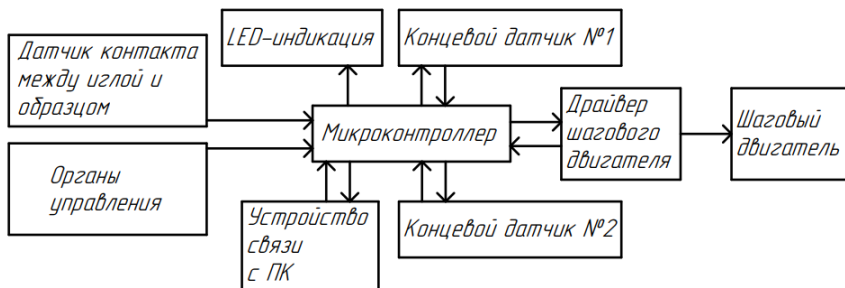 Датчик контакта
между иглой и
образцом
LED-индикация
Концевой датчик №1
Микроконтроллер
Драйвер
шагового
двигателя
Шаговый
двигатель
Органы
управления
Устройство
связи
с ПК
Концевой датчик №2